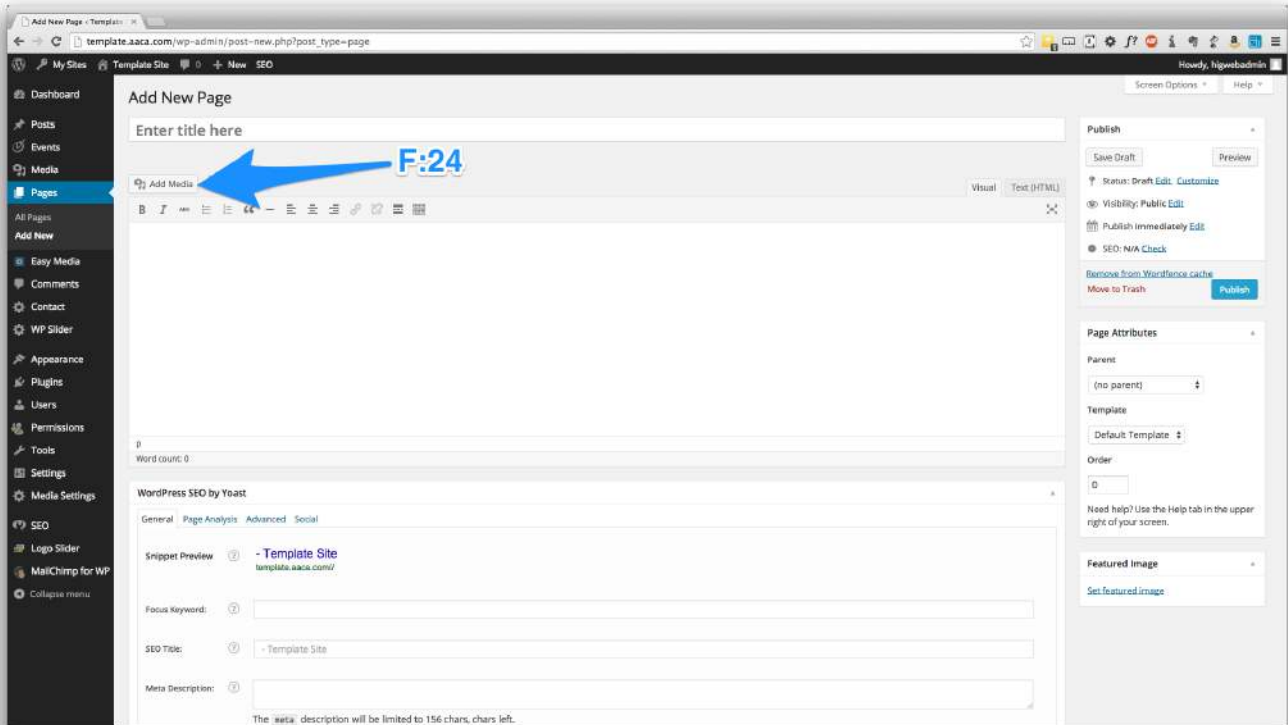 Add New Page ‹ Template
template.aaca.com/wp-admin/post-new.php?post_type=page
My Sites Template Site 0 + New SEO
Howdy, higwebadmin
Screen Options Help
Dashboard
Posts
Events
Media
Pages
All Pages
Add New
Easy Media
Comments
Contact
WP Slider
Appearance
Plugins
Users
Permissions
Tools
Settings
Media Settings
SEO
Logo Slider
MailChimp for WP
Collapse menu
Add New Page
Enter title here
F:24
Add Media
Visual Text (HTML)
B I ABC
p
Word count: 0
WordPress SEO by Yoast
General Page Analysis Advanced Social
Snippet Preview
- Template Site
template.aaca.com//
Focus Keyword:
SEO Title: - Template Site
Meta Description:
The meta description will be limited to 156 chars, chars left.
Publish
Save Draft Preview
Status: Draft Edit Customize
Visibility: Public Edit
Publish immediately Edit
SEO: N/A Check
Remove from Wordfence cache
Move to Trash Publish
Page Attributes
Parent
(no parent)
Template
Default Template
Order
0
Need help? Use the Help tab in the upper
right of your screen.
Featured Image
Set featured image